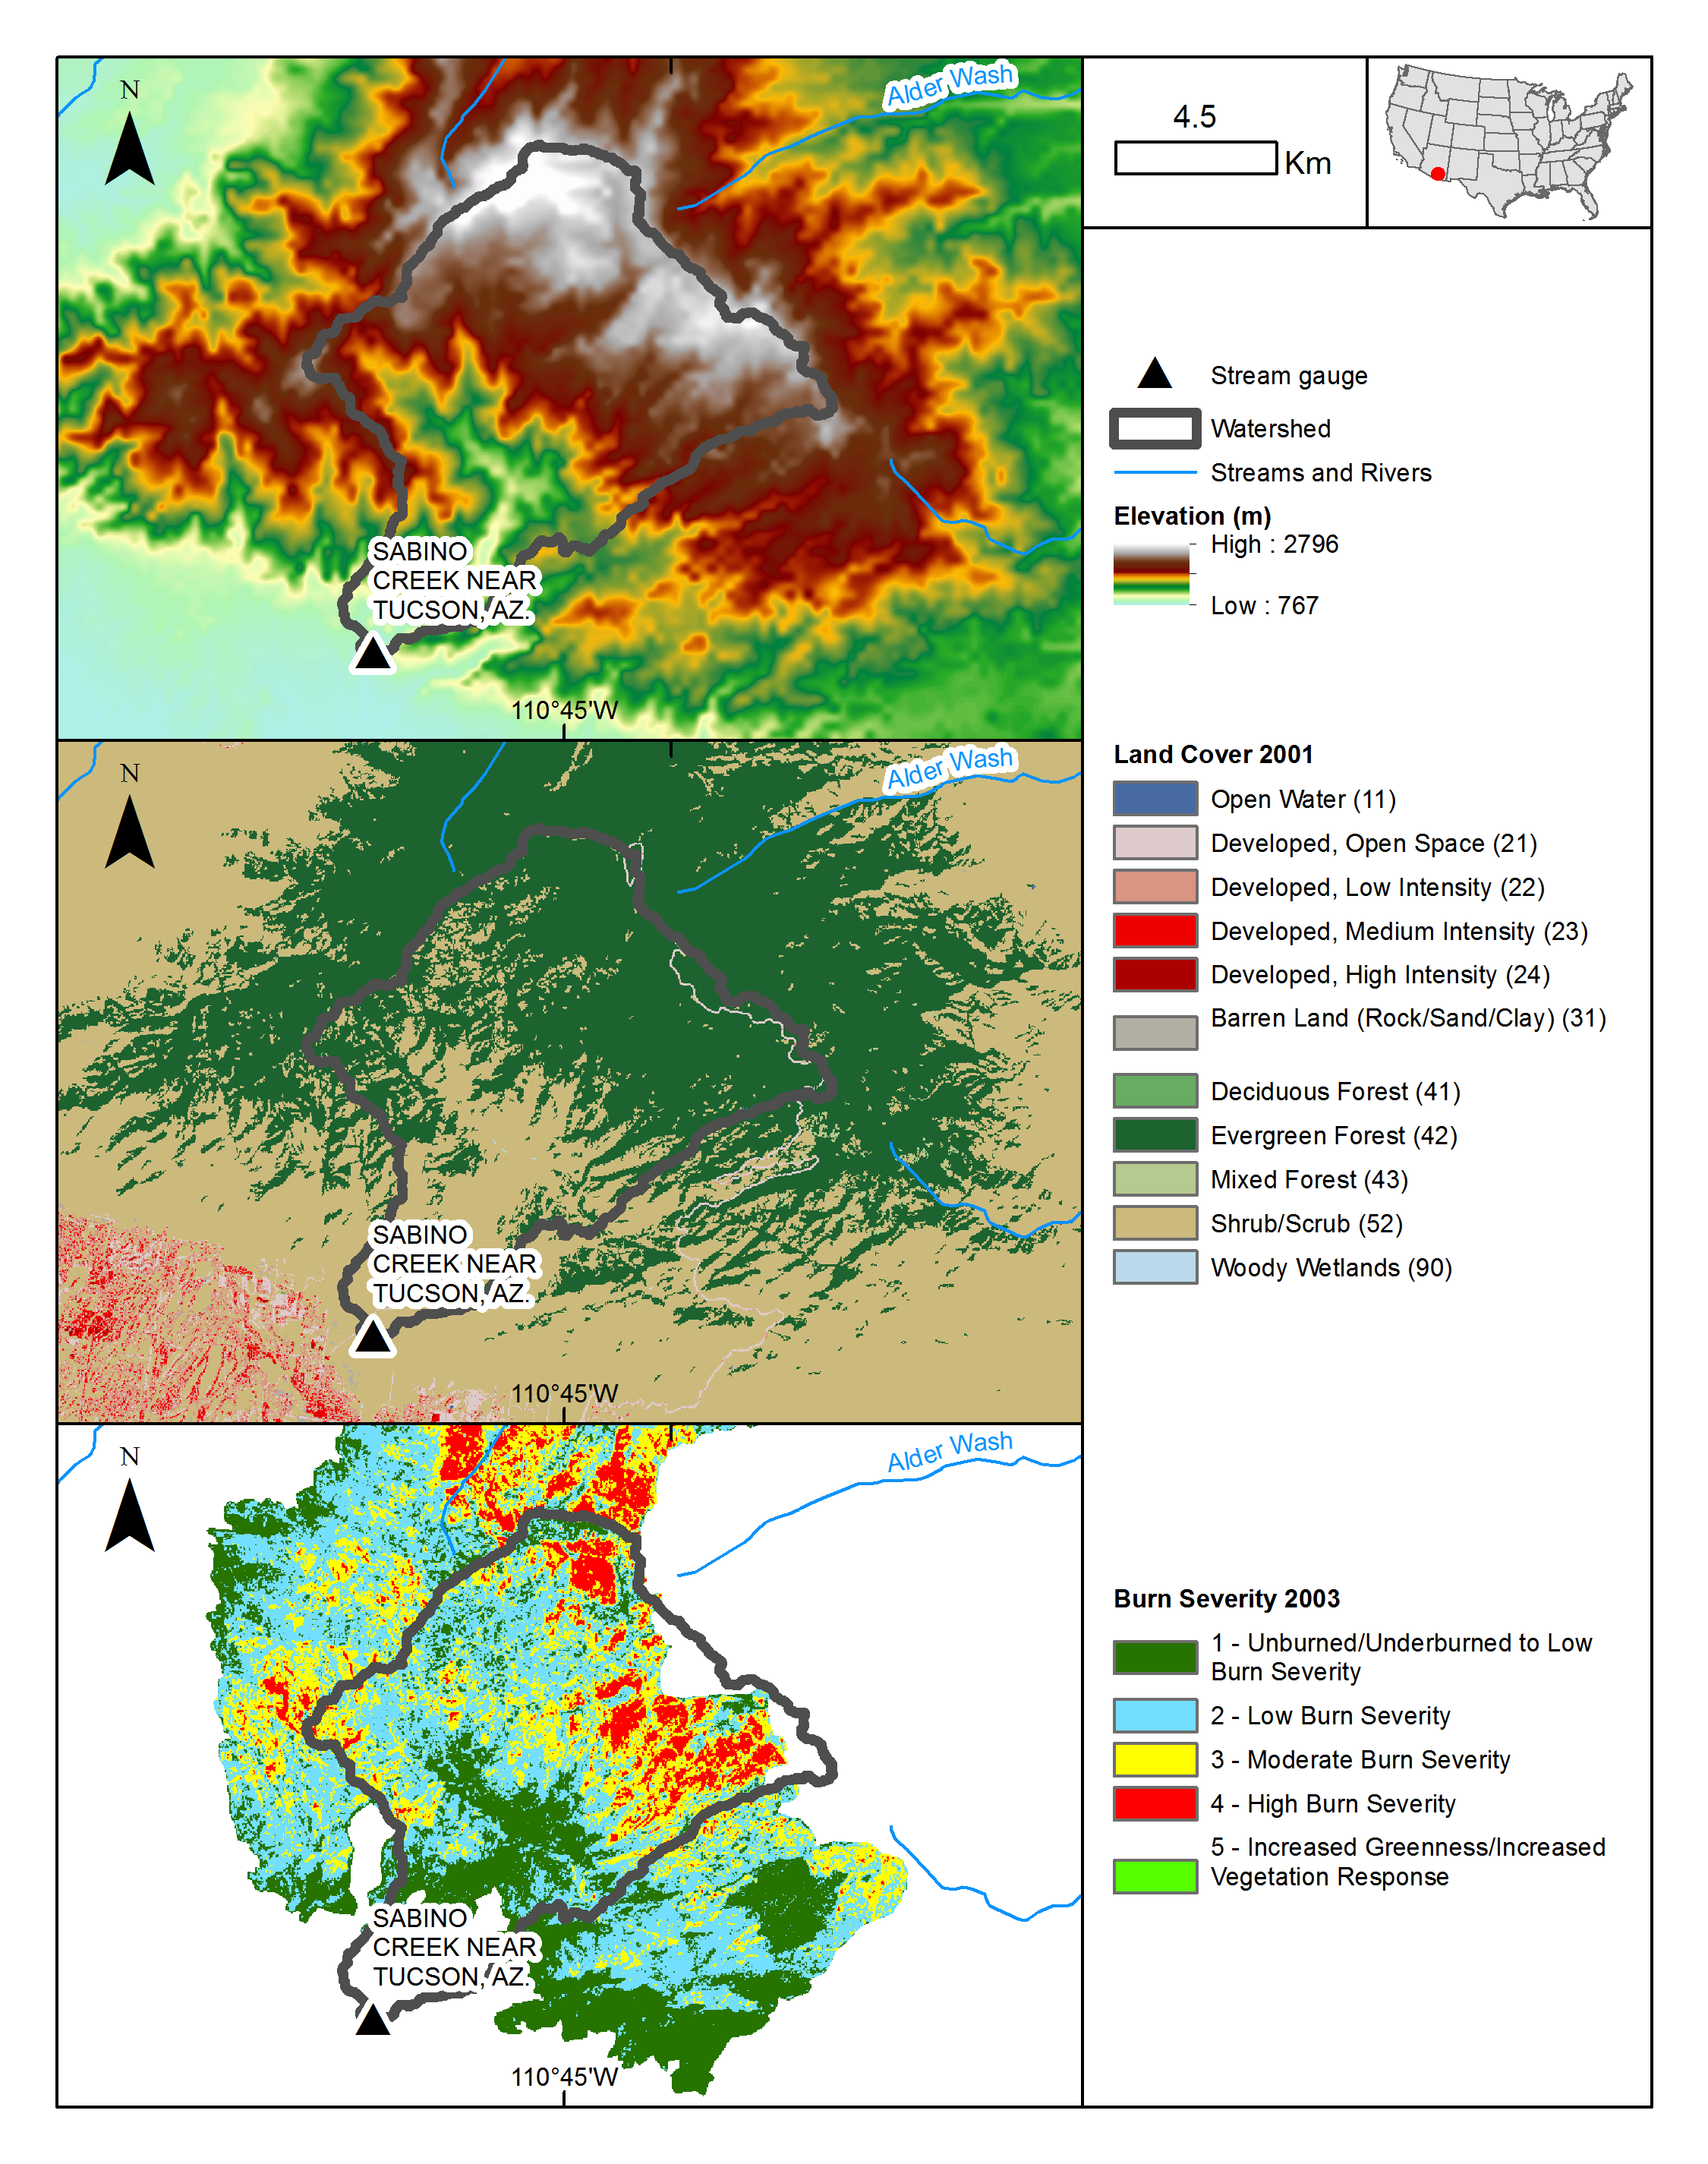 N
Alder Wash
SABINO
CREEK NEAR
TUCSON, AZ.
110°45'W
N
Alder Wash
SABINO
CREEK NEAR
TUCSON, AZ.
110°45'W
N
Alder Wash
SABINO
CREEK NEAR
TUCSON, AZ.
110°45'W
4.5
Km
Stream gauge
Watershed
Streams and Rivers
Elevation (m)
High : 2796
Low : 767
Land Cover 2001
Open Water (11)
Developed, Open Space (21)
Developed, Low Intensity (22)
Developed, Medium Intensity (23)
Developed, High Intensity (24)
Barren Land (Rock/Sand/Clay) (31)
Deciduous Forest (41)
Evergreen Forest (42)
Mixed Forest (43)
Shrub/Scrub (52)
Woody Wetlands (90)
Burn Severity 2003
1 - Unburned/Underburned to Low
Burn Severity
2 - Low Burn Severity
3 - Moderate Burn Severity
4 - High Burn Severity
5 - Increased Greenness/Increased
Vegetation Response